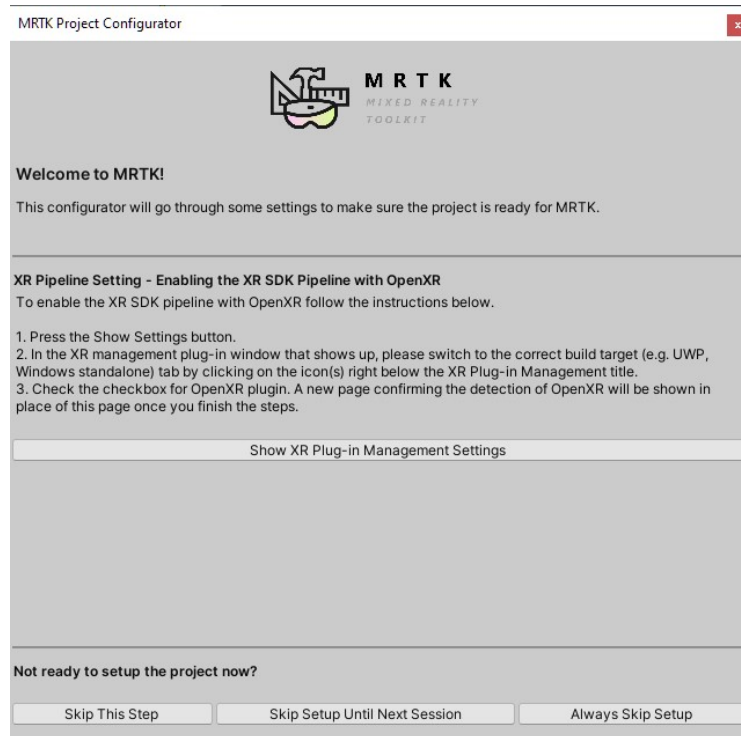 MRTK Project Configurator
x
MRTK
MIXED REALITY
TOOLKIT
Welcome to MRTK!
This configurator will go through some settings to make sure the project is ready for MRTK.
XR Pipeline Setting - Enabling the XR SDK Pipeline with OpenXR
To enable the XR SDK pipeline with OpenXR follow the instructions below.
1. Press the Show Settings button.
2. In the XR management plug-in window that shows up, please switch to the correct build target (e.g. UWP,
Windows standalone) tab by clicking on the icon(s) right below the XR Plug-in Management title.
3. Check the checkbox for OpenXR plugin. A new page confirming the detection of OpenXR will be shown in
place of this page once you finish the steps.
Show XR Plug-in Management Settings
Not ready to setup the project now?
Skip This Step
Skip Setup Until Next Session
Always Skip Setup